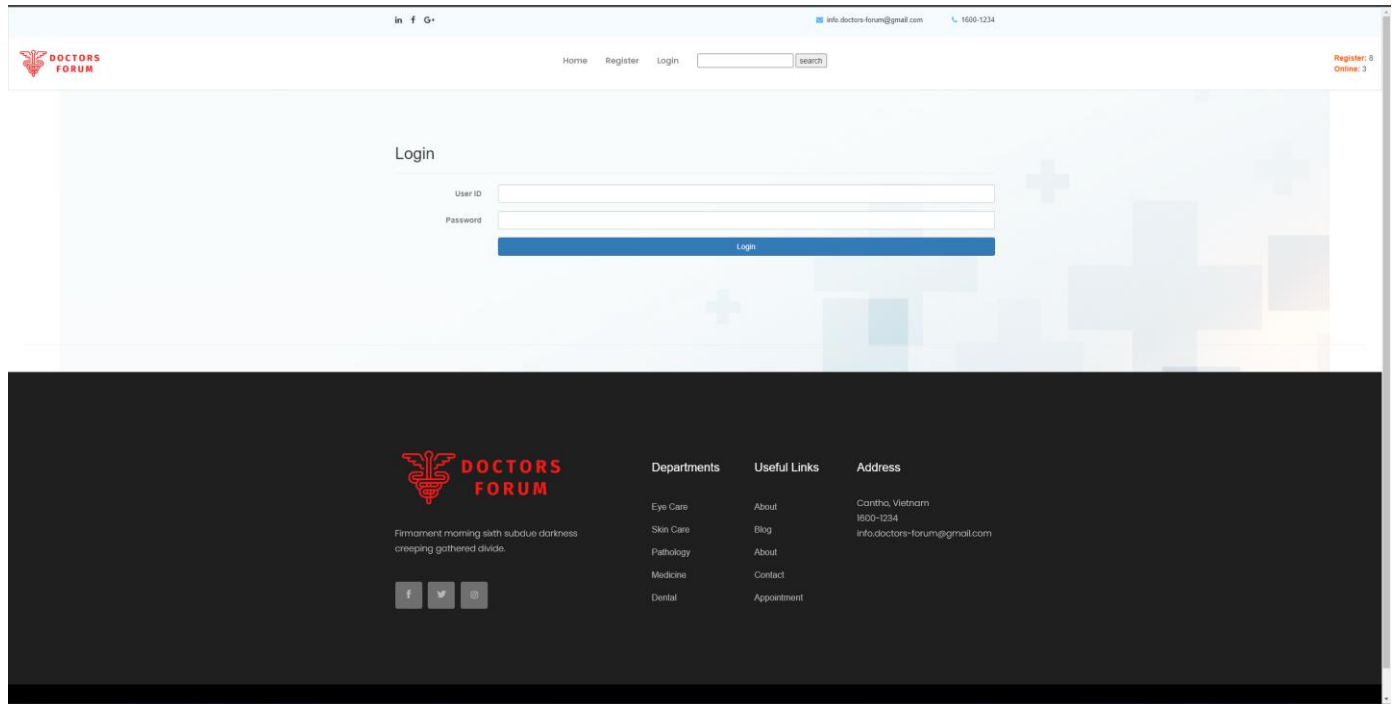 in f G+
info.doctors-forum@gmail.com 1600-1234
DOCTORS
FORUM
Home Register Login search
Register: 8
Online: 3
Login
User ID
Password
Login
DOCTORS
FORUM
Firmament morning sixth subdue darkness
creeping gathered divide.
Departments
Eye Care
Skin Care
Pathology
Medicine
Dental
Useful Links
About
Blog
About
Contact
Appointment
Address
Cantho, Vietnam
1600-1234
info.doctors-forum@gmail.com